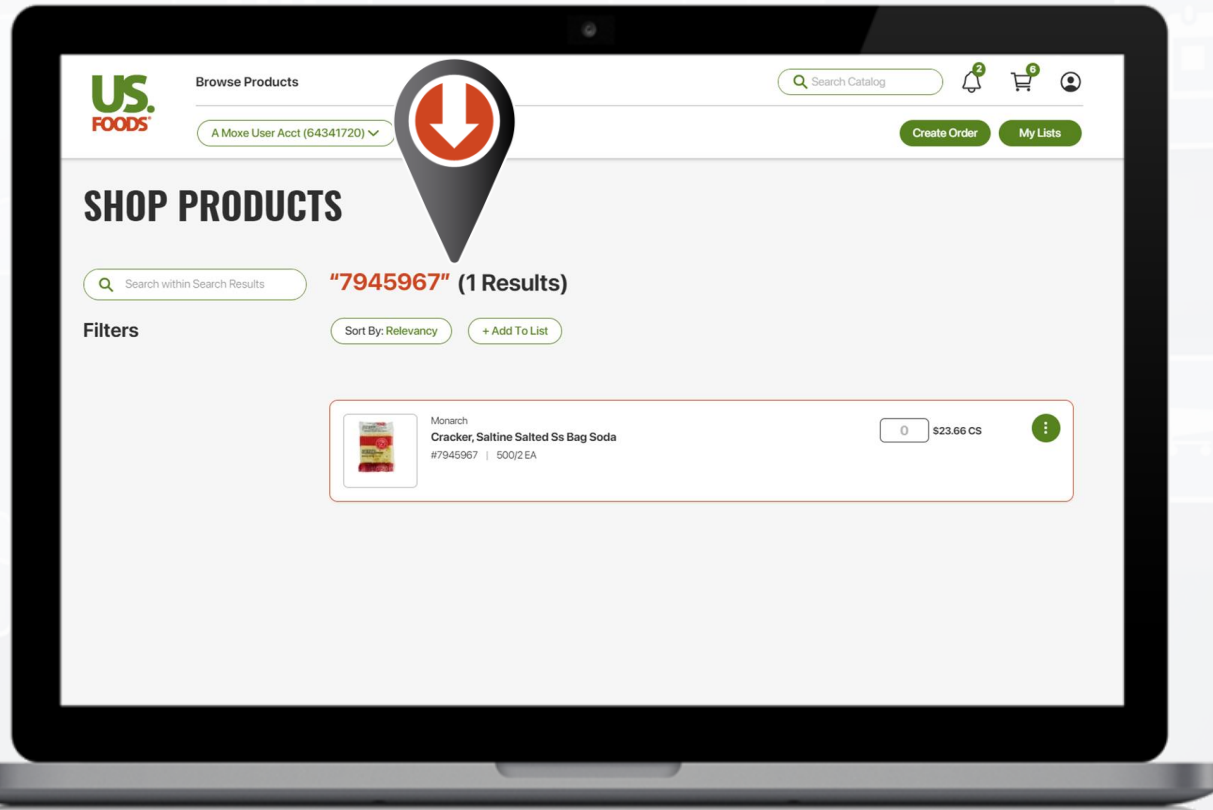 US.
FOODS
Browse Products
Search Catalog
2
6
A Moxe User Acct (64341720)
Create Order
My Lists
SHOP PRODUCTS
Search within Search Results
"7945967" (1 Results)
Filters
Sort By: Relevancy
+ Add To List
Monarch
Cracker, Saltine Salted Ss Bag Soda
#7945967 | 500/2 EA
0
$23.66 CS